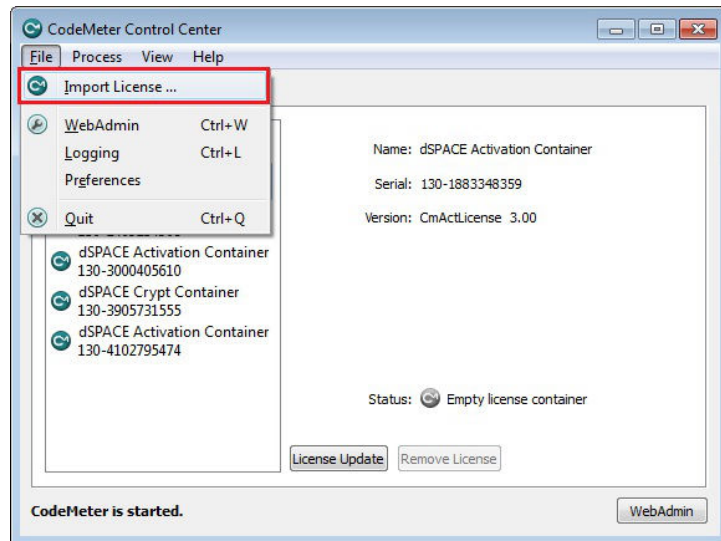 CodeMeter Control Center
File Process View Help
Import License ...
WebAdmin Ctrl+W
Logging Ctrl+L
Preferences
Quit Ctrl+Q
dSPACE Activation Container
130-3000405610
dSPACE Crypt Container
130-3905731555
dSPACE Activation Container
130-4102795474
Name: dSPACE Activation Container
Serial: 130-1883348359
Version: CmActLicense 3.00
Status: Empty license container
License Update Remove License
CodeMeter is started.
WebAdmin